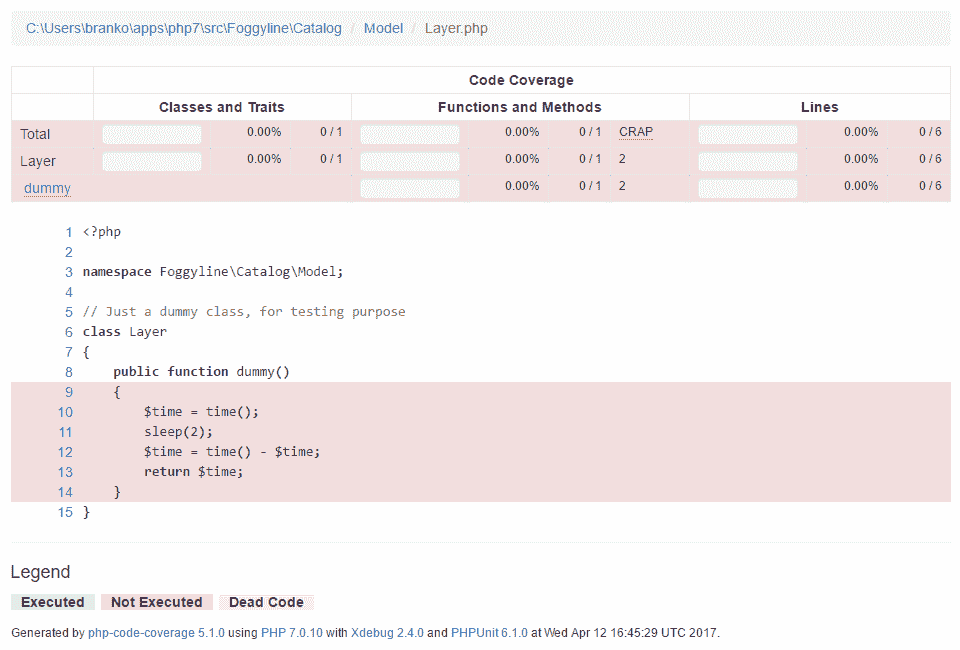 C:\Users\branko\apps\php7\src\Foggyline\Catalog / Model / Layer.php
Code Coverage
Classes and Traits Functions and Methods Lines
Total 0.00% 0 / 1 0.00% 0 / 1 CRAP 0.00% 0 / 6
Layer 0.00% 0 / 1 0.00% 0 / 1 2 0.00% 0 / 6
dummy 0.00% 0 / 1 2 0.00% 0 / 6
1 <?php
2
3 namespace Foggyline\Catalog\Model;
4
5 // Just a dummy class, for testing purpose
6 class Layer
7 {
8     public function dummy()
9     {
10         $time = time();
11         sleep(2);
12         $time = time() - $time;
13         return $time;
14     }
15 }
Legend
Executed Not Executed Dead Code
Generated by php-code-coverage 5.1.0 using PHP 7.0.10 with Xdebug 2.4.0 and PHPUnit 6.1.0 at Wed Apr 12 16:45:29 UTC 2017.